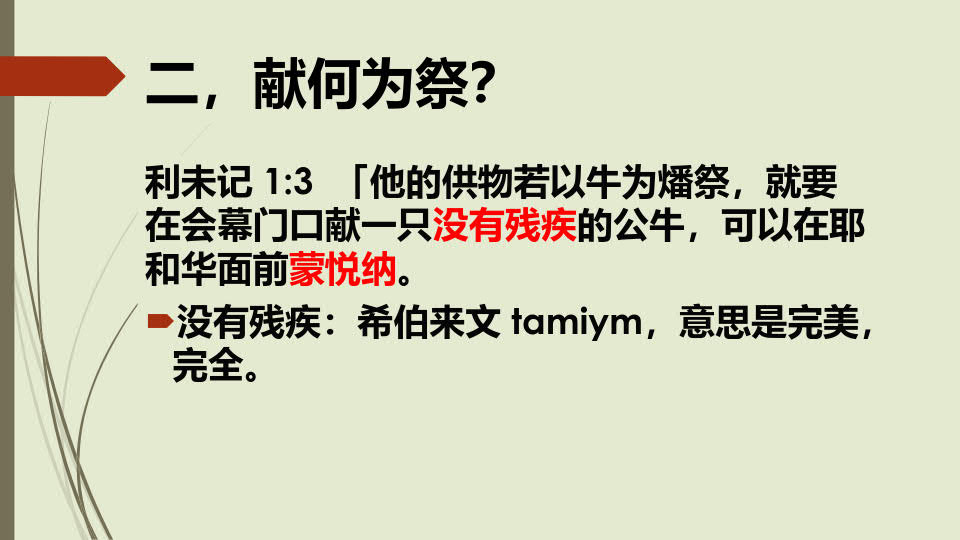 二，献何为祭？
利未记 1:3 「他的供物若以牛为燔祭，就要
在会幕门口献一只没有残疾的公牛，可以在耶
和华面前蒙悦纳。
没有残疾：希伯来文 tamiym，意思是完美，
完全。